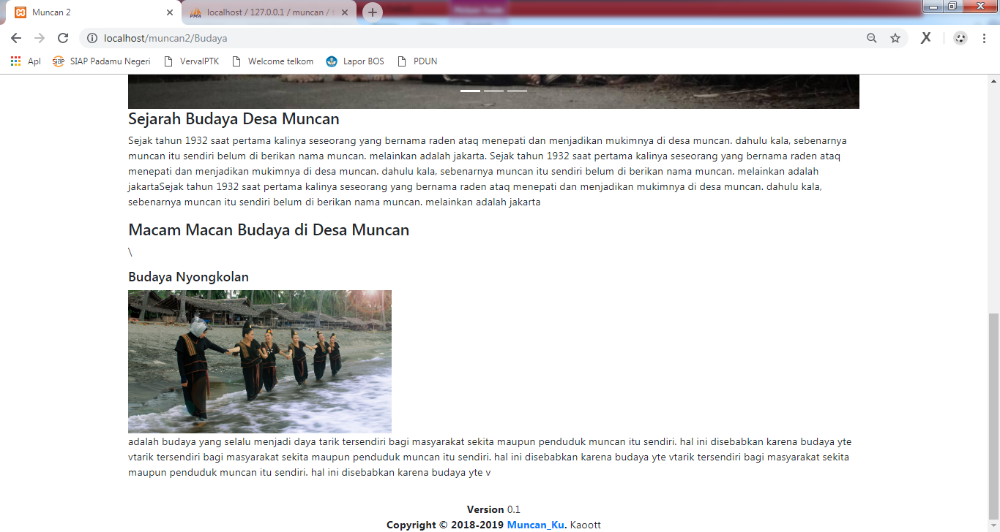 Muncan 2
localhost / 127.0.0.1 / muncan /
localhost/muncan2/Budaya
Apl SIAP Padamu Negeri VervalPTK Welcome telkom Lapor BOS PDUN
Sejarah Budaya Desa Muncan
Sejak tahun 1932 saat pertama kalinya seseorang yang bernama raden ataq menepati dan menjadikan mukimnya di desa muncan. dahulu kala, sebenarnya
muncan itu sendiri belum di berikan nama muncan. melainkan adalah jakarta. Sejak tahun 1932 saat pertama kalinya seseorang yang bernama raden ataq
menepati dan menjadikan mukimnya di desa muncan. dahulu kala, sebenarnya muncan itu sendiri belum di berikan nama muncan. melainkan adalah
jakartaSejak tahun 1932 saat pertama kalinya seseorang yang bernama raden ataq menepati dan menjadikan mukimnya di desa muncan. dahulu kala,
sebenarnya muncan itu sendiri belum di berikan nama muncan. melainkan adalah jakarta
Macam Macan Budaya di Desa Muncan
\
Budaya Nyongkolan
adalah budaya yang selalu menjadi daya tarik tersendiri bagi masyarakat sekita maupun penduduk muncan itu sendiri. hal ini disebabkan karena budaya yte
vtarik tersendiri bagi masyarakat sekita maupun penduduk muncan itu sendiri. hal ini disebabkan karena budaya yte vtarik tersendiri bagi masyarakat sekita
maupun penduduk muncan itu sendiri. hal ini disebabkan karena budaya yte v
Version 0.1
Copyright © 2018-2019 Muncan_Ku. Kaoott